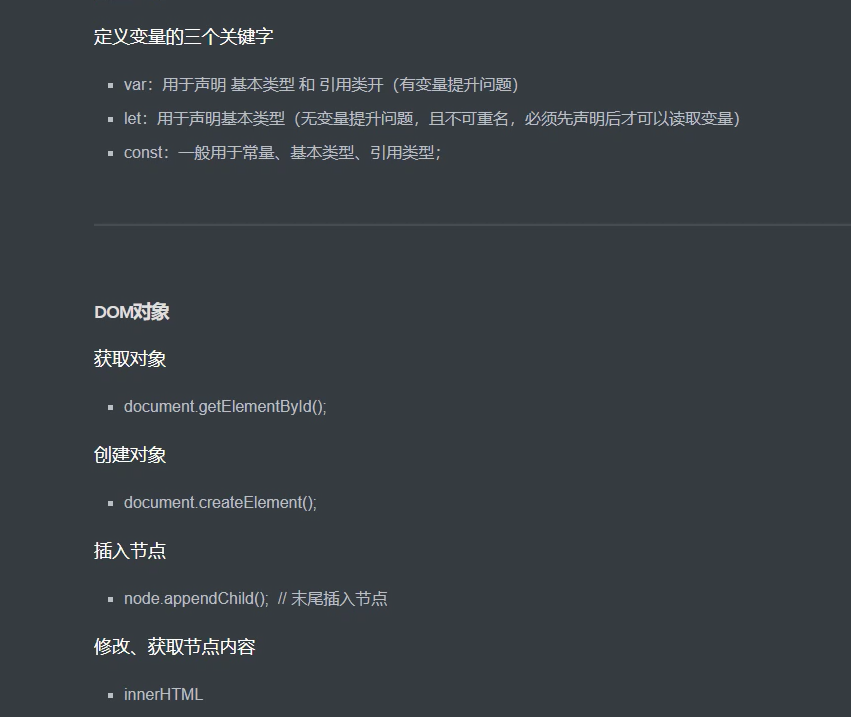 定义变量的三个关键字
var：用于声明 基本类型 和 引用类开（有变量提升问题）
let：用于声明基本类型（无变量提升问题，且不可重名，必须先声明后才可以读取变量）
const：一般用于常量、基本类型、引用类型；
DOM对象
获取对象
document.getElementById();
创建对象
document.createElement();
插入节点
node.appendChild();  // 末尾插入节点
修改、获取节点内容
innerHTML